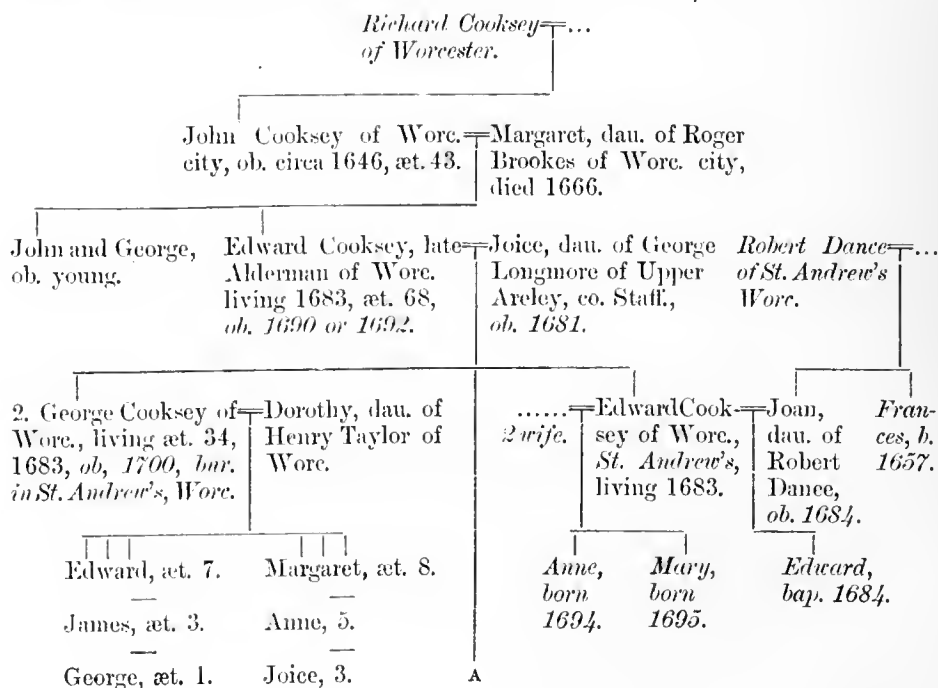 Richard Cooksey=...
of Worcester.
John Cooksey of Worc.=Margaret, dau. of Roger
city, ob. circa 1646, æt. 43. Brookes of Worc. city,
died 1666.
John and George,
ob. young.
Edward Cooksey, late=Joice, dau. of George
Alderman of Worc. Longmore of Upper
living 1683, æt. 68, Areley, co. Staff.,
ob. 1690 or 1692. ob. 1681.
Robert Dance=...
of St. Andrew's
Worc.
2. George Cooksey of=Dorothy, dau. of
Worc., living æt. 34, Henry Taylor of
1683, ob, 1700, bur. Worc.
in St. Andrew's, Worc.
......=Edward Cook-=Joan,
2 wife. sey of Worc., dau. of
St. Andrew's, Robert
living 1683. Dance,
ob. 1684.
Fran-
ces, b.
1657.
Edward, æt. 7. Margaret, æt. 8.
James, æt. 3. Anne, 5.
George, æt. 1. Joice, 3.
A
Anne,
born
1694.
Mary,
born
1695.
Edward,
bap. 1684.